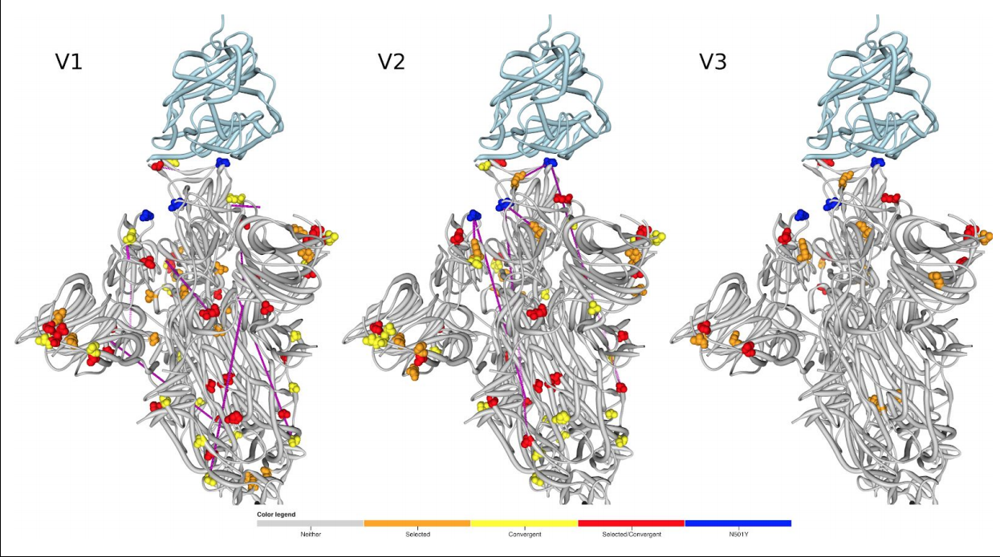 V1
V2
V3
Color legend
Neither
Selected
Convergent
Selected/Convergent
N501Y